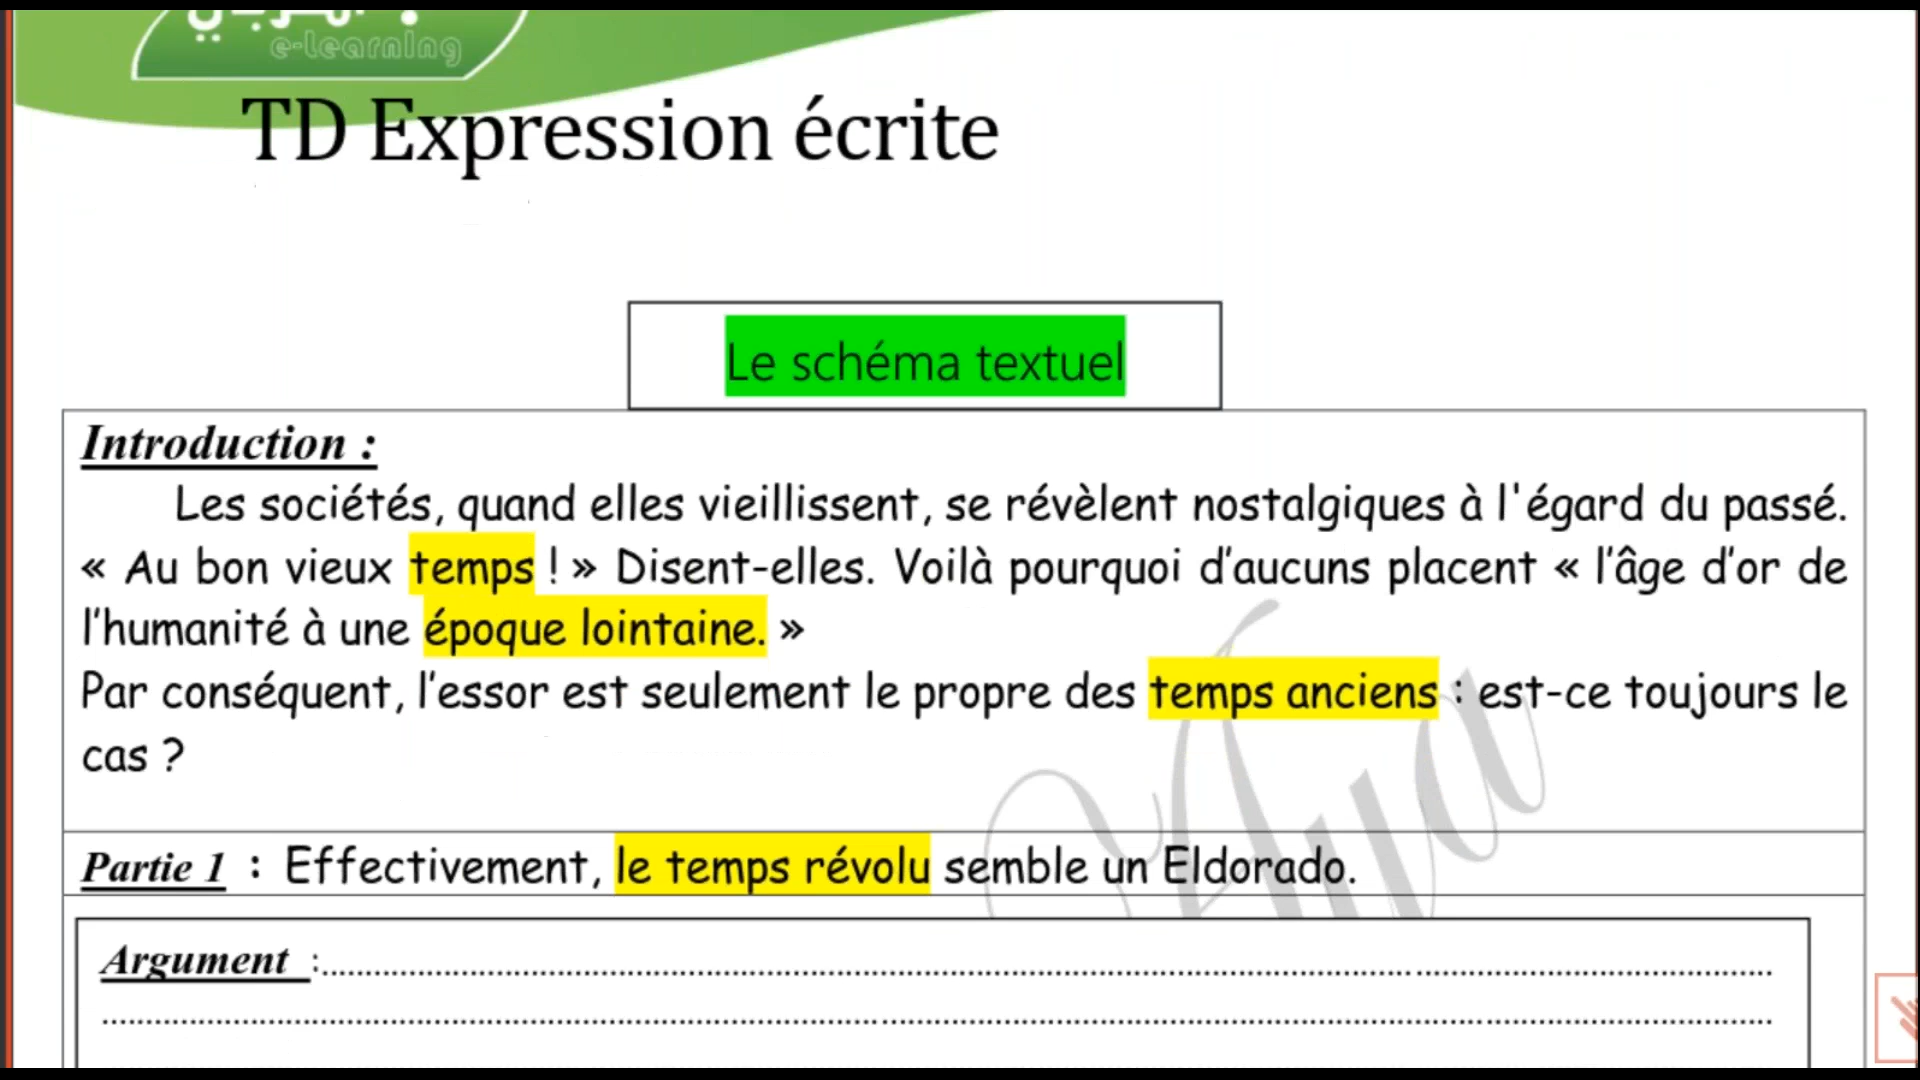 e-learning
TD Expression écrite
Le schéma textuel
Introduction :
Les sociétés, quand elles vieillissent, se révèlent nostalgiques à l'égard du passé.
« Au bon vieux temps ! » Disent-elles. Voilà pourquoi d’aucuns placent « l’âge d’or de
l’humanité à une époque lointaine. »
Par conséquent, l’essor est seulement le propre des temps anciens : est-ce toujours le
cas ?
Partie 1 : Effectivement, le temps révolu semble un Eldorado.
Argument :..........................................................................................
..........................................................................................
Aya